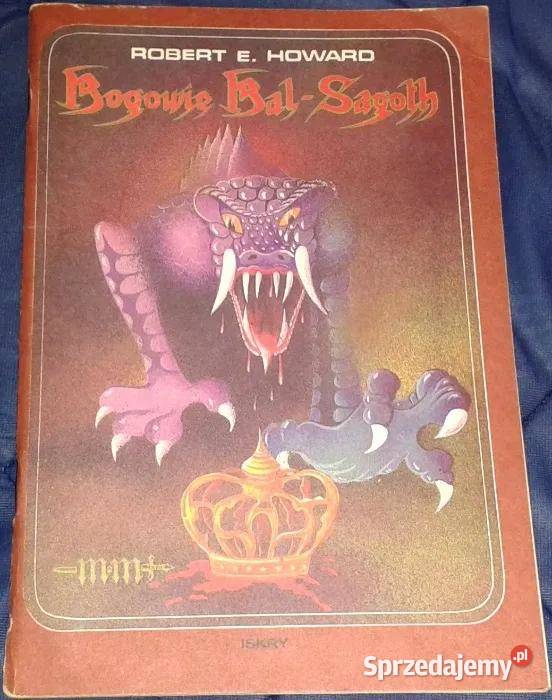 ROBERT E. HOWARD
Bogowie Bal-Sagoth
m.m
ISKRY
Sprzedajemy.pl